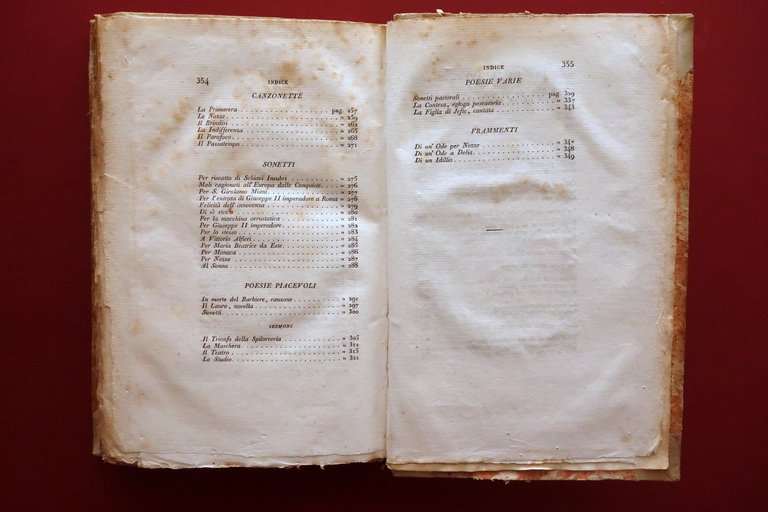 354 INDICE
CANZONETTE
La Primavera . . . pag. 257
Le Nozze . . . » 259
Il Brindisi . . . » 262
La Indifferenza . . . » 265
Il Parafoco . . . » 268
Il Passatempo . . . » 271
SONETTI
Per riscatto di Schiavi Insubri . . . » 275
Mali cagionati all'Europa dalle Conquiste . » 276
Per S. Girolamo Miani . . . » 277
Per l'entrata di Giuseppe II imperadore a Roma » 278
Felicità dell'innocenza . . . » 279
Di sè stesso . . . » 280
Per la macchina aerostatica . . . » 281
Per Giuseppe II imperadore . . . » 282
Per lo stesso . . . » 283
A Vittorio Alfieri . . . » 284
Per Maria Beatrice da Este . . . » 285
Per Monaca . . . » 286
Per Nozze . . . » 287
Al Sonno . . . » 288
POESIE PIACEVOLI
In morte del Barbiere, canzone . . . » 291
Il Lauro, novella . . . » 297
Sonetti . . . » 300
SERMONI
Il Trionfo della Spilorceria . . . » 305
La Maschera . . . » 311
Il Teatro . . . » 315
Lo Studio . . . » 321
INDICE 355
POESIE VARIE
Sonetti pastorali . . . pag. 329
La Contesa, egloga pescatoria . . . » 337
La Figlia di Jefte, cantata . . . » 343
FRAMMENTI
Di un' Ode per Nozze . . . » 347
Di un' Ode a Delia . . . » 348
Di un Idillio . . . » 349